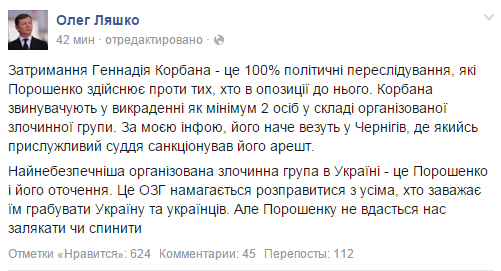 Олег Ляшко
42 мин · отредактировано ·
Затримання Геннадія Корбана - це 100% політичні переслідування, які
Порошенко здійснює проти тих, хто в опозиції до нього. Корбана
звинувачують у викраденні як мінімум 2 осіб у складі організованої
злочинної групи. За моєю інфою, його наче везуть у Чернігів, де якийсь
прислужливий суддя санкціонував його арешт.
Найнебезпечніша організована злочинна група в Україні - це Порошенко
і його оточення. Це ОЗГ намагається розправитися з усіма, хто заважає
їм грабувати Україну та українців. Але Порошенку не вдасться нас
залякати чи спинити
Отметки «Нравится»: 624 Комментарии: 45 Перепосты: 112